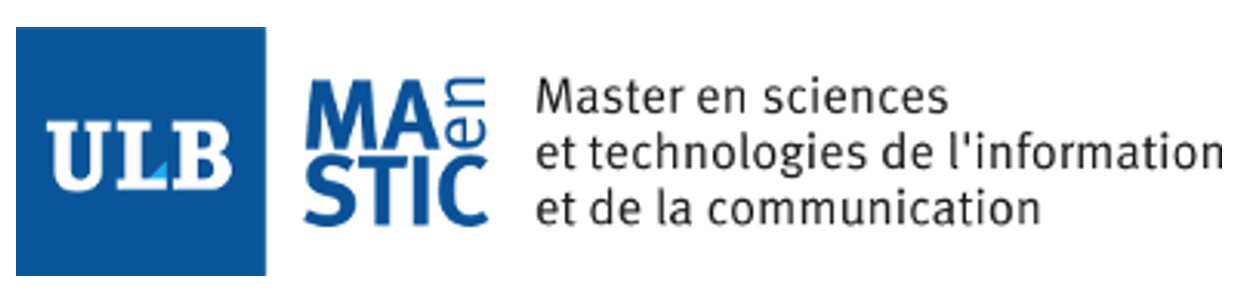 ULB
MA en
STIC
Master en sciences
et technologies de l'information
et de la communication